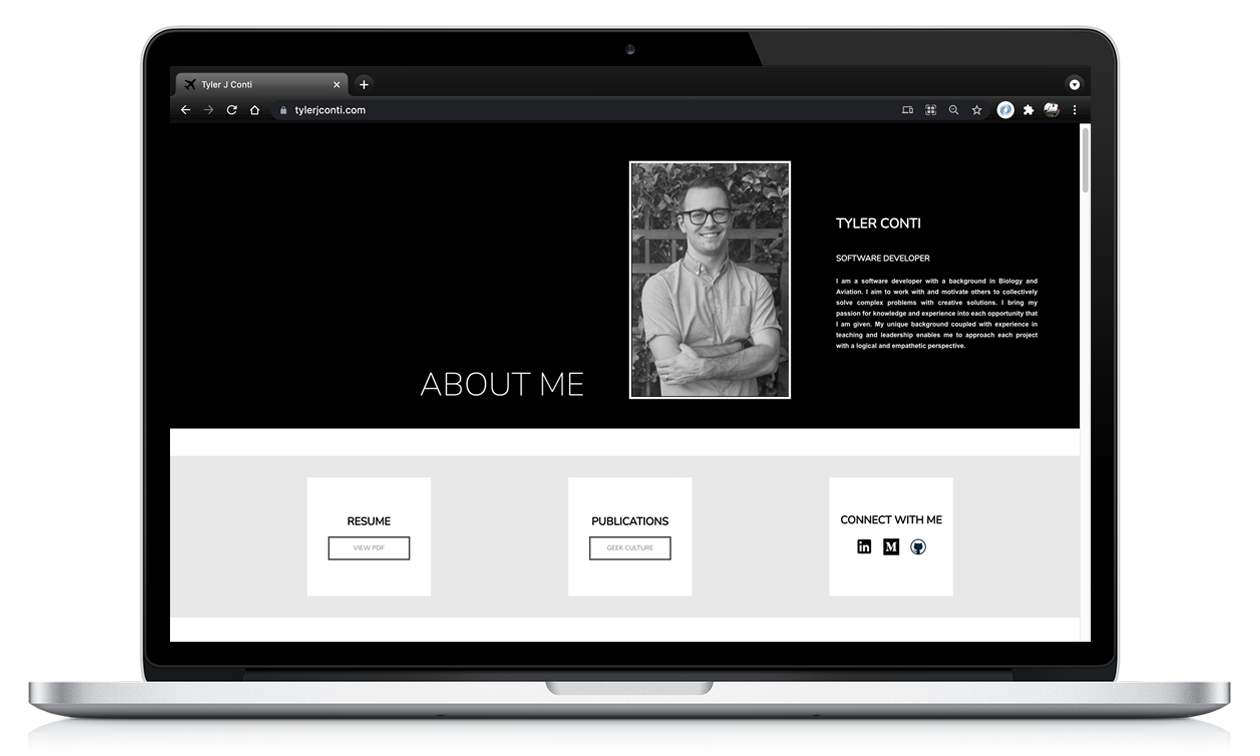 Tyler J Conti
tylerjconti.com
TYLER CONTI
SOFTWARE DEVELOPER
I am a software developer with a background in Biology and
Aviation. I aim to work with and motivate others to collectively
solve complex problems with creative solutions. I bring my
passion for knowledge and experience into each opportunity that
I am given. My unique background coupled with experience in
teaching and leadership enables me to approach each project
with a logical and empathetic perspective.
ABOUT ME
RESUME
VIEW PDF
PUBLICATIONS
GEEK CULTURE
CONNECT WITH ME
in
M